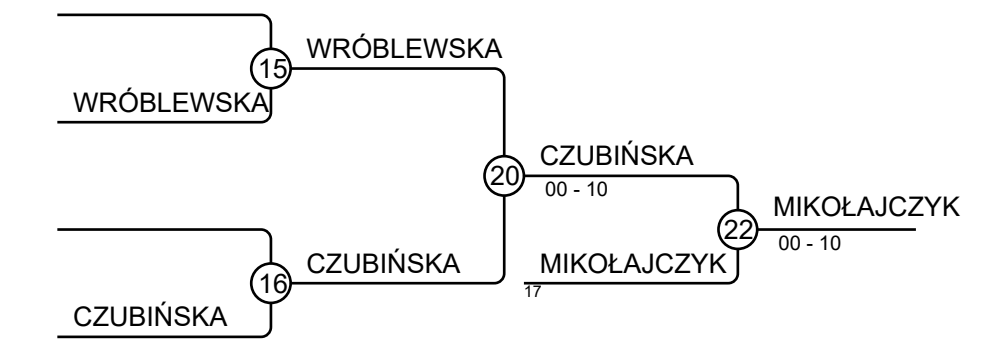 WRÓBLEWSKA
15
WRÓBLEWSKA
CZUBIŃSKA
20
00 - 10
MIKOŁAJCZYK
22
00 - 10
CZUBIŃSKA
MIKOŁAJCZYK
16
17
CZUBIŃSKA